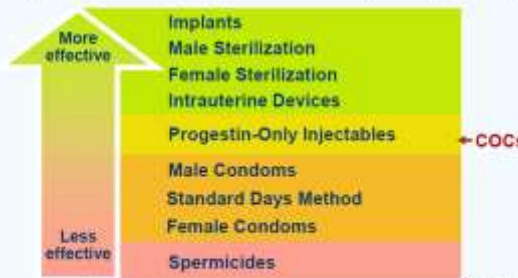 More
effective
Implants
Male Sterilization
Female Sterilization
Intrauterine Devices
Progestin-Only Injectables
COCs
Male Condoms
Standard Days Method
Female Condoms
Less
effective
Spermicides